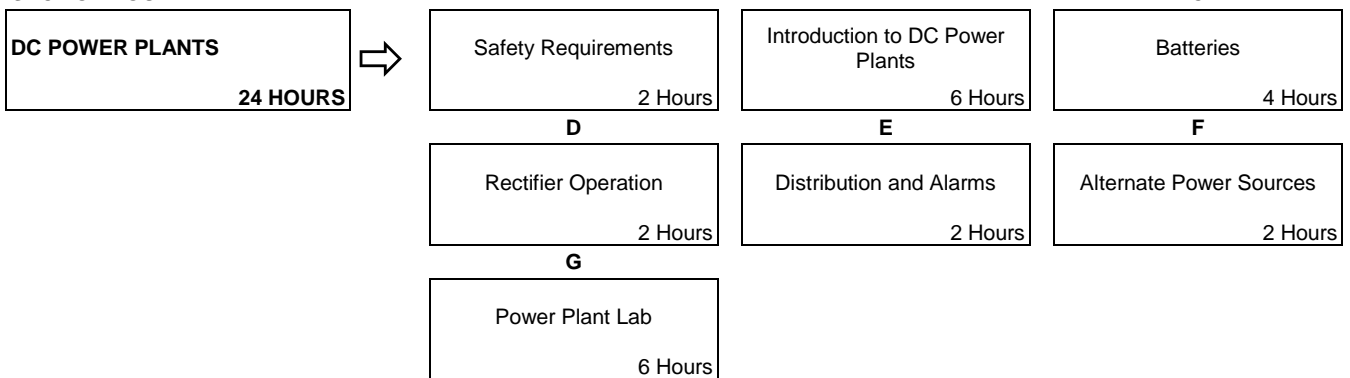 DC POWER PLANTS
24 HOURS
Safety Requirements
2 Hours
Introduction to DC Power
Plants
6 Hours
Batteries
4 Hours
D
E
F
Rectifier Operation
2 Hours
Distribution and Alarms
2 Hours
Alternate Power Sources
2 Hours
G
Power Plant Lab
6 Hours